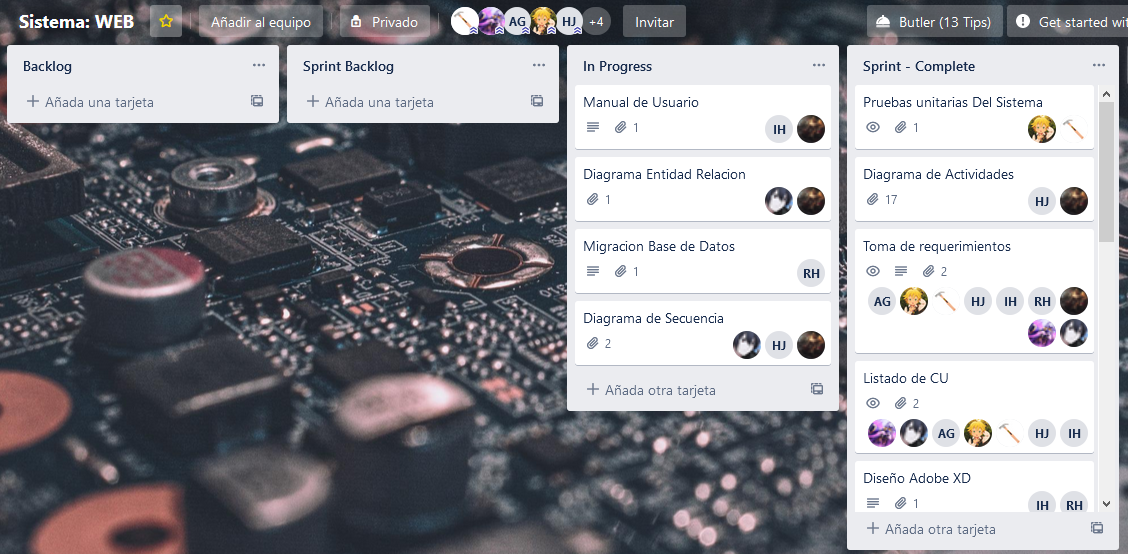 Sistema: WEB
Añadir al equipo
Privado
AG
HJ
+4
Invitar
Butler (13 Tips)
Get started wit
Backlog
Añada una tarjeta
Sprint Backlog
Añada una tarjeta
In Progress
Manual de Usuario
1
IH
Diagrama Entidad Relacion
1
Migracion Base de Datos
1
RH
Diagrama de Secuencia
2
HJ
Añada otra tarjeta
Sprint - Complete
Pruebas unitarias Del Sistema
1
Diagrama de Actividades
17
HJ
Toma de requerimientos
2
AG HJ IH RH
Listado de CU
2
AG HJ IH
Diseño Adobe XD
1
IH RH
Añada otra tarjeta